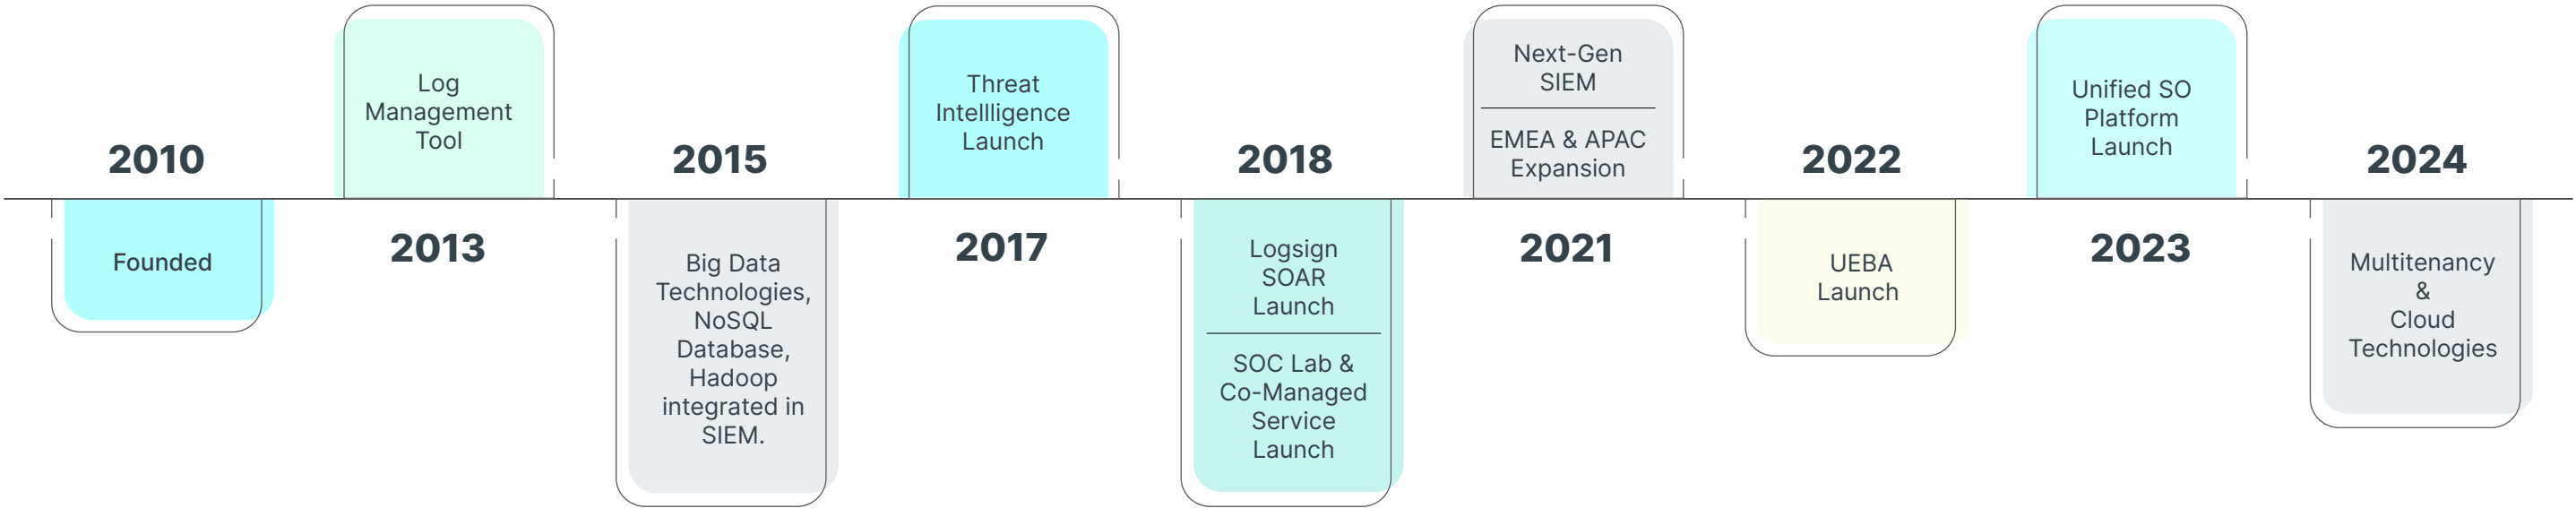 2010
Founded
Log
Management
Tool
2013
2015
Big Data
Technologies,
NoSQL
Database,
Hadoop
integrated in
SIEM.
Threat
Intellligence
Launch
2017
2018
Logsign
SOAR
Launch
SOC Lab &
Co-Managed
Service
Launch
Next-Gen
SIEM
EMEA & APAC
Expansion
2021
2022
UEBA
Launch
Unified SO
Platform
Launch
2023
2024
Multitenancy
&
Cloud
Technologies